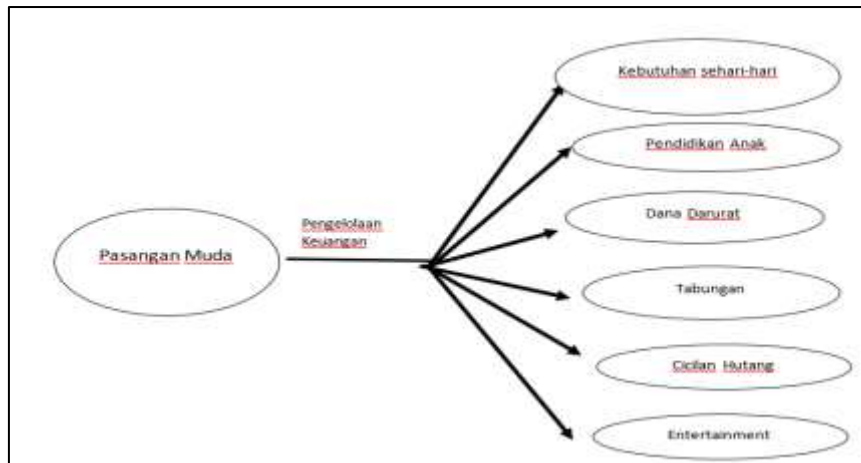 Kebutuhan sehari-hari
Pendidikan Anak
Dana Darurat
Pengelolaan
Keuangan
Pasangan Muda
Tabungan
Cicilan Hutang
Entertainment